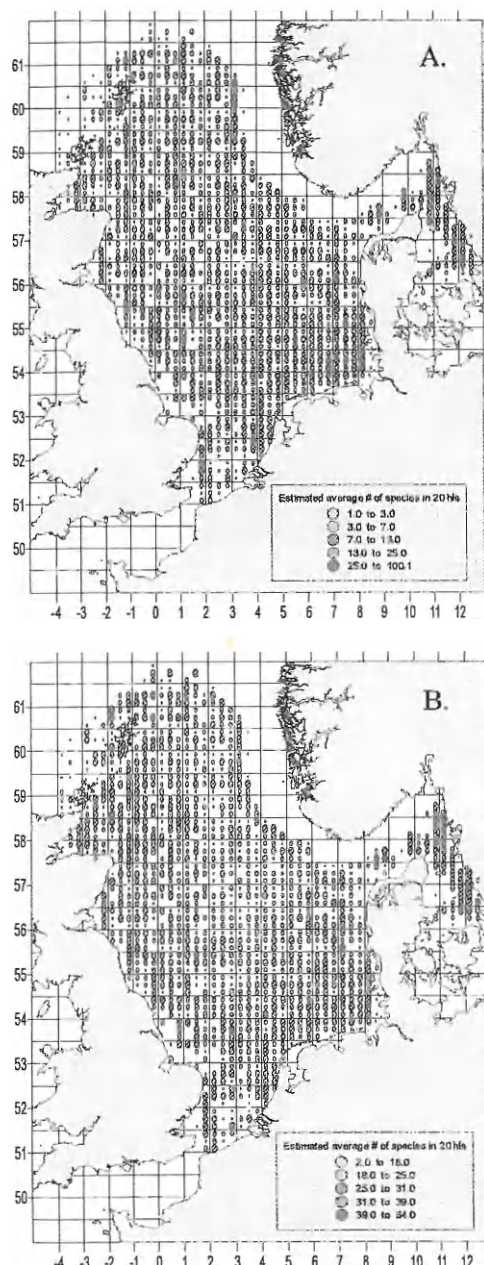 A.
61
60
59
58
57
56
55
54
53
52
51
50
Estimated average # of species in 20 hls
1.0 to 3.0
3.0 to 7.0
7.0 to 13.0
13.0 to 25.0
25.0 to 100.1
-4 -3 -2 -1 0 1 2 3 4 5 6 7 8 9 10 11 12
B.
61
60
59
58
57
56
55
54
53
52
51
50
Estimated average # of species in 20 hls
2.0 to 18.0
18.0 to 25.0
25.0 to 31.0
31.0 to 39.0
39.0 to
-4 -3 -2 -1 0 1 2 3 4 5 6 7 8 9 10 11 12